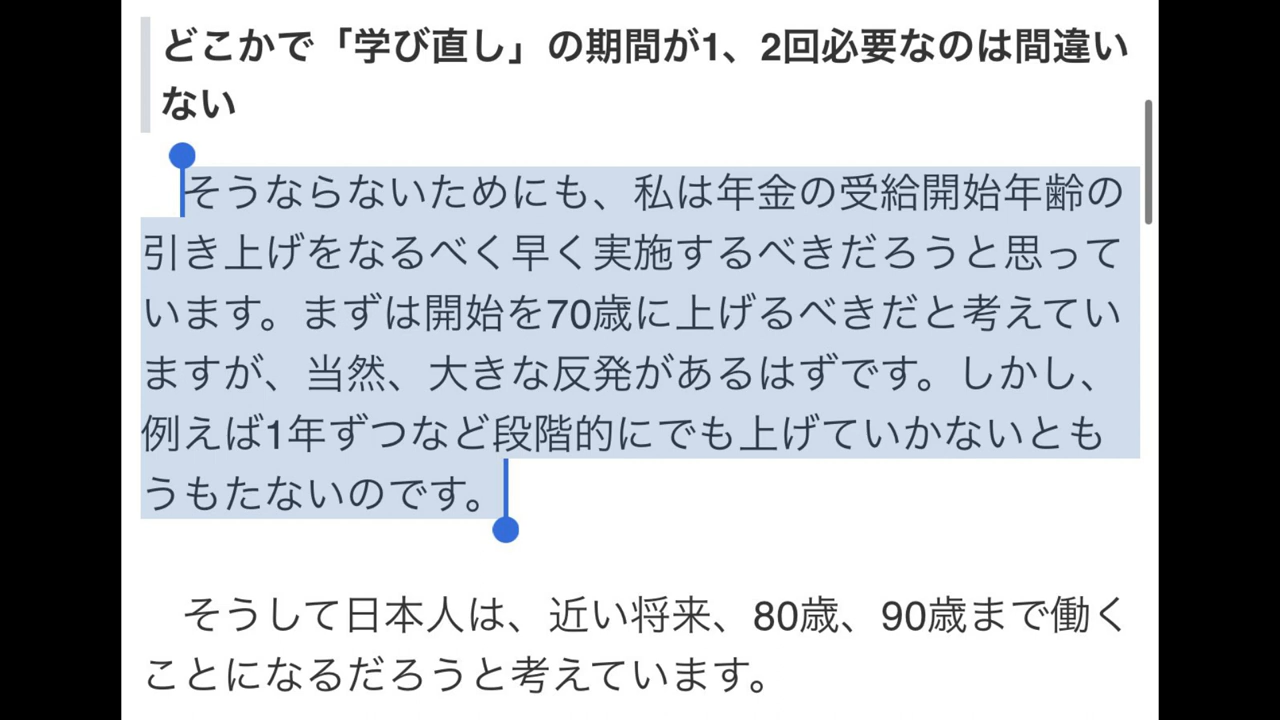 どこかで「学び直し」の期間が1、2回必要なのは間違い
ない
そうならないためにも、私は年金の受給開始年齢の
引き上げをなるべく早く実施するべきだろうと思って
います。まずは開始を70歳に上げるべきだと考えてい
ますが、当然、大きな反発があるはずです。しかし、
例えば1年ずつなど段階的にでも上げていかないとも
うもたないのです。
そうして日本人は、近い将来、80歳、90歳まで働く
ことになるだろうと考えています。